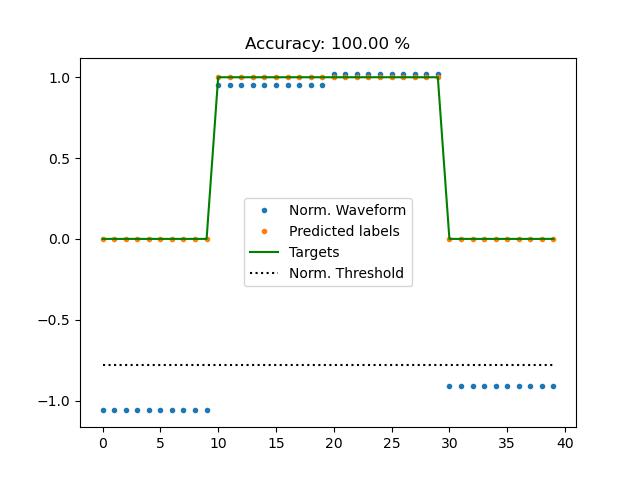 Accuracy: 100.00 %
1.0
0.5
0.0
−0.5
−1.0
Norm. Waveform
Predicted labels
Targets
Norm. Threshold
0 5 10 15 20 25 30 35 40